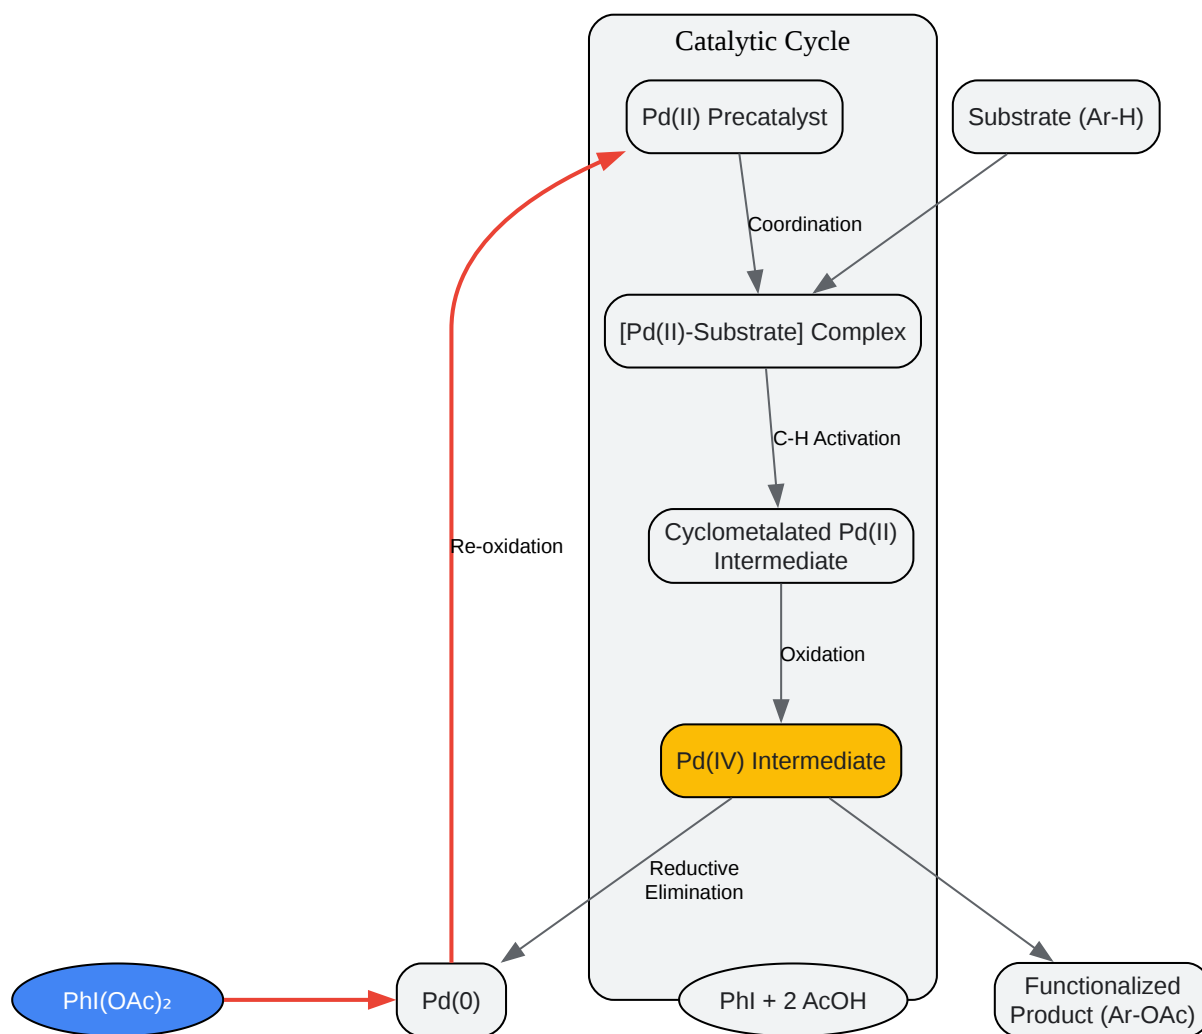 Catalytic Cycle
Pd(II) Precatalyst
Substrate (Ar-H)
Coordination
[Pd(II)-Substrate] Complex
C-H Activation
Cyclometalated Pd(II)
Intermediate
Re-oxidation
Oxidation
Pd(IV) Intermediate
Reductive
Elimination
PhI(OAc)₂
Pd(0)
PhI + 2 AcOH
Functionalized
Product (Ar-OAc)